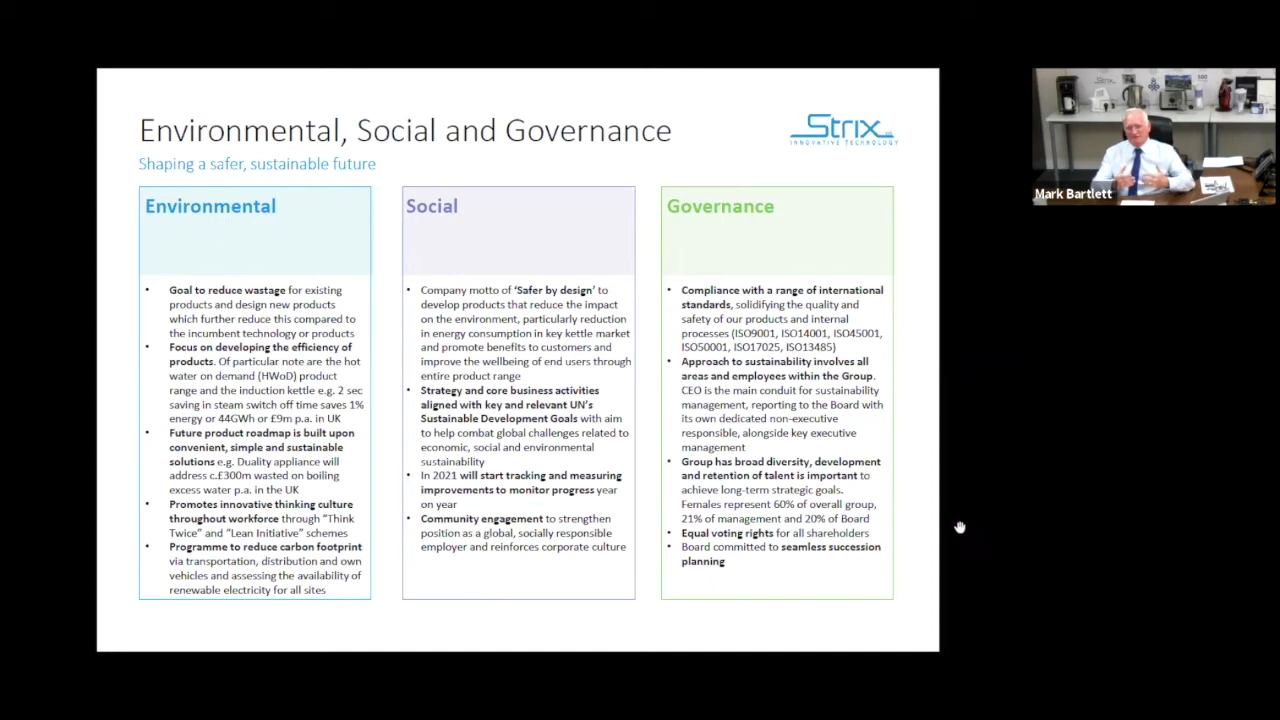 Environmental, Social and Governance
Strix
INNOVATIVE TECHNOLOGY
Shaping a safer, sustainable future
Environmental
• Goal to reduce wastage for existing
products and design new products
which further reduce this compared to
the incumbent technology or products
• Focus on developing the efficiency of
products. Of particular note are the hot
water on demand (HWoD) product
range and the induction kettle e.g. 2 sec
saving in steam switch off time saves 1%
energy or 44GWh or £9m p.a. in UK
• Future product roadmap is built upon
convenient, simple and sustainable
solutions e.g. Duality appliance will
address c.£300m wasted on boiling
excess water p.a. in the UK
• Promotes innovative thinking culture
throughout workforce through “Think
Twice” and “Lean Initiative” schemes
• Programme to reduce carbon footprint
via transportation, distribution and own
vehicles and assessing the availability of
renewable electricity for all sites
Social
• Company motto of ‘Safer by design’ to
develop products that reduce the impact
on the environment, particularly reduction
in energy consumption in key kettle market
and promote benefits to customers and
improve the wellbeing of end users through
entire product range
• Strategy and core business activities
aligned with key and relevant UN’s
Sustainable Development Goals with aim
to help combat global challenges related to
economic, social and environmental
sustainability
• In 2021 will start tracking and measuring
improvements to monitor progress year
on year
• Community engagement to strengthen
position as a global, socially responsible
employer and reinforces corporate culture
Governance
• Compliance with a range of international
standards, solidifying the quality and
safety of our products and internal
processes (ISO9001, ISO14001, ISO45001,
ISO50001, ISO17025, ISO13485)
• Approach to sustainability involves all
areas and employees within the Group.
CEO is the main conduit for sustainability
management, reporting to the Board with
its own dedicated non-executive
responsible, alongside key executive
management
• Group has broad diversity, development
and retention of talent is important to
achieve long-term strategic goals.
Females represent 60% of overall group,
21% of management and 20% of Board
• Equal voting rights for all shareholders
• Board committed to seamless succession
planning
Mark Bartlett